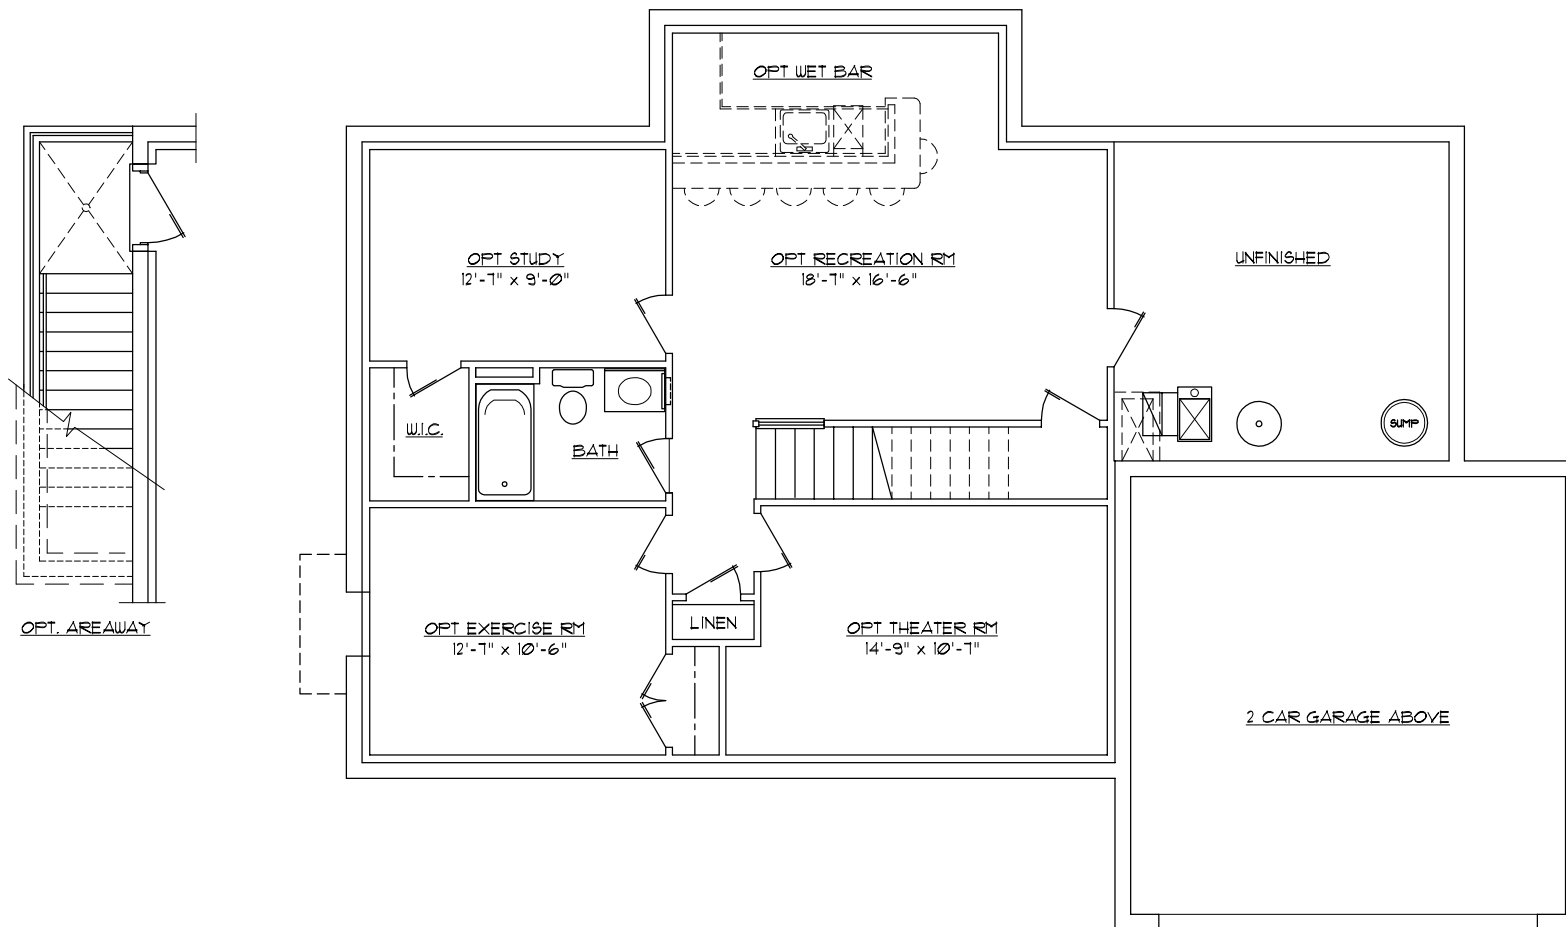 OPT WET BAR
OPT STUDY
12'-7" x 9'-0"
OPT RECREATION RM
18'-7" x 16'-6"
UNFINISHED
W.I.C.
BATH
SUMP
OPT. AREAWAY
OPT EXERCISE RM
12'-7" x 10'-6"
LINEN
OPT THEATER RM
14'-9" x 10'-7"
2 CAR GARAGE ABOVE